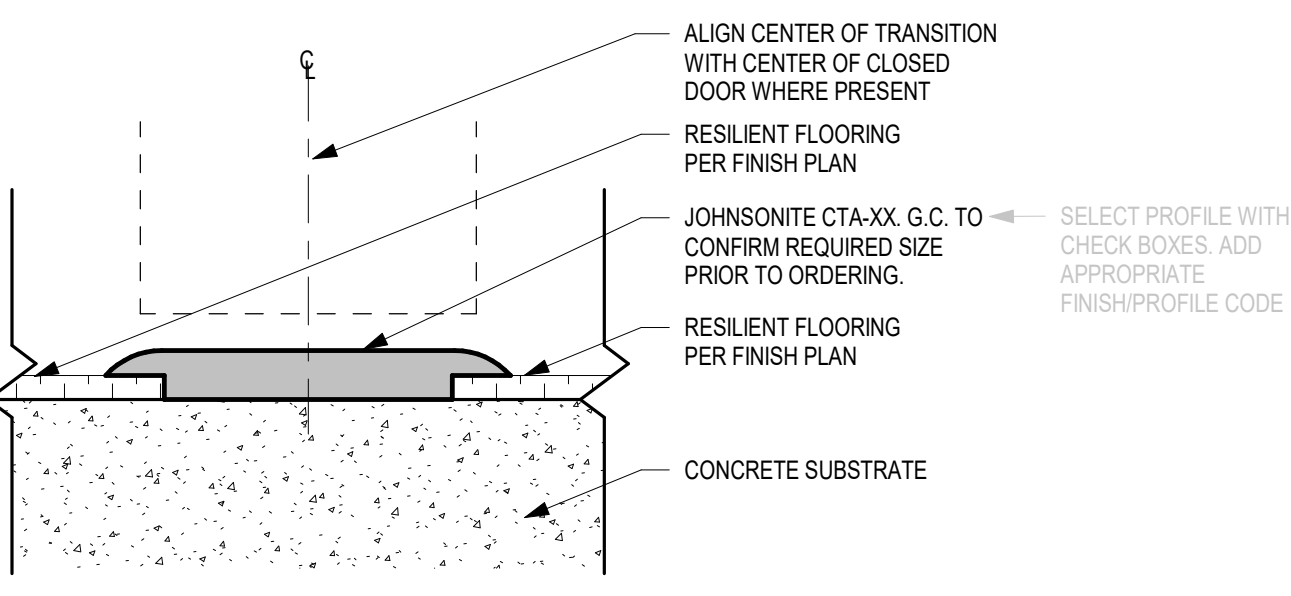 ℄
ALIGN CENTER OF TRANSITION
WITH CENTER OF CLOSED
DOOR WHERE PRESENT
RESILIENT FLOORING
PER FINISH PLAN
JOHNSONITE CTA-XX. G.C. TO
CONFIRM REQUIRED SIZE
PRIOR TO ORDERING.
SELECT PROFILE WITH
CHECK BOXES. ADD
APPROPRIATE
FINISH/PROFILE CODE
RESILIENT FLOORING
PER FINISH PLAN
CONCRETE SUBSTRATE